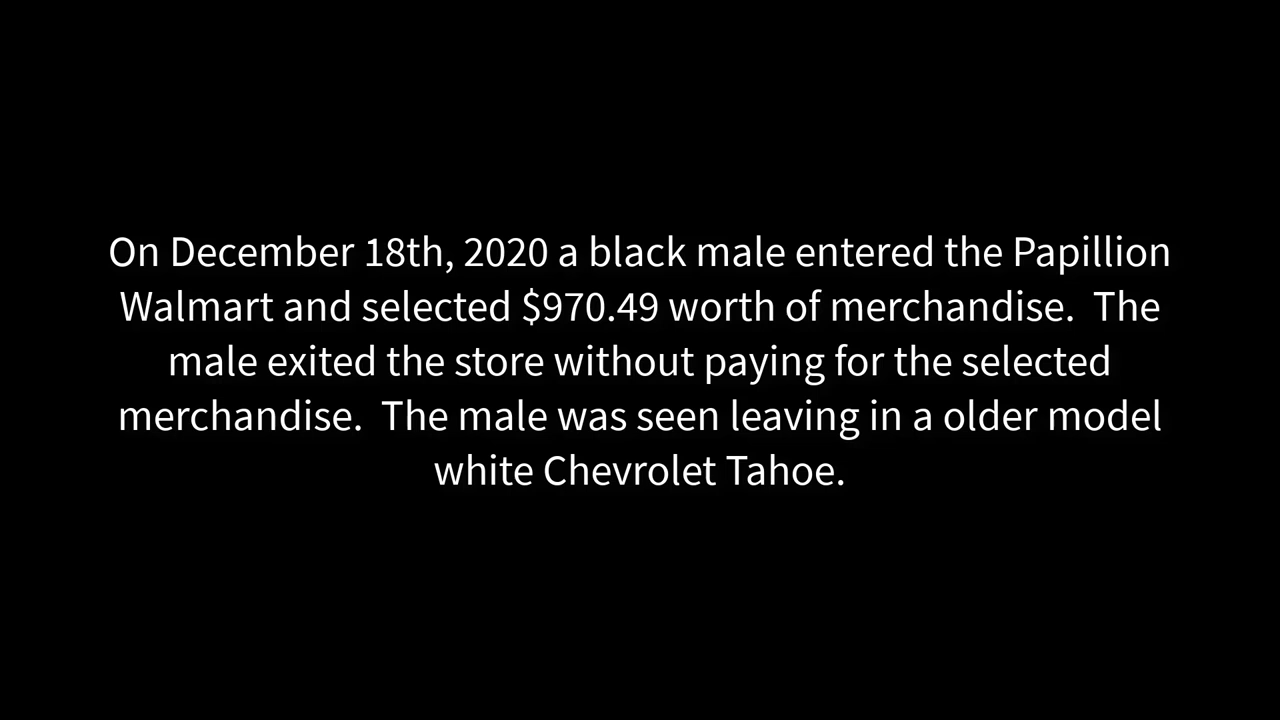 On December 18th, 2020 a black male entered the Papillion
Walmart and selected $970.49 worth of merchandise.  The
male exited the store without paying for the selected
merchandise.  The male was seen leaving in a older model
white Chevrolet Tahoe.